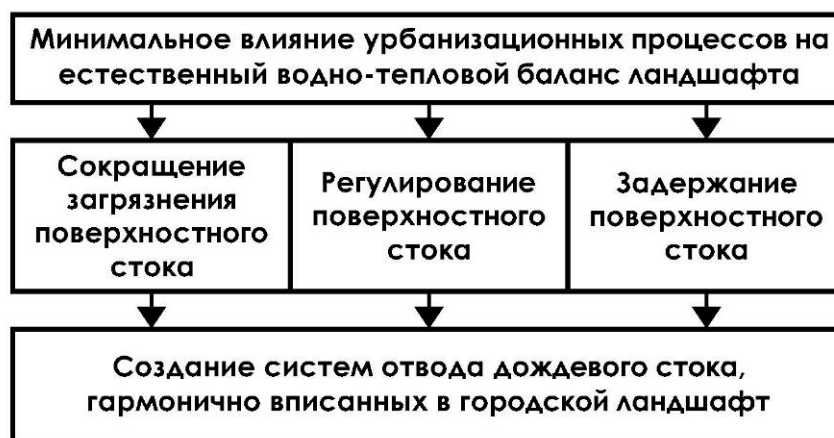 Минимальное влияние урбанизационных процессов на
естественный водно-тепловой баланс ландшафта
Сокращение
загрязнения
поверхностного
стока
Регулирование
поверхностного
стока
Задержание
поверхностного
стока
Создание систем отвода дождевого стока,
гармонично вписанных в городской ландшафт